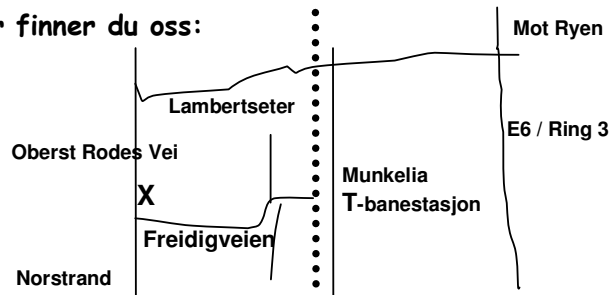 r finner du oss:
Mot Ryen
Lambertseter
E6 / Ring 3
Oberst Rodes Vei
Munkelia
X
T-banestasjon
Freidigveien
Norstrand